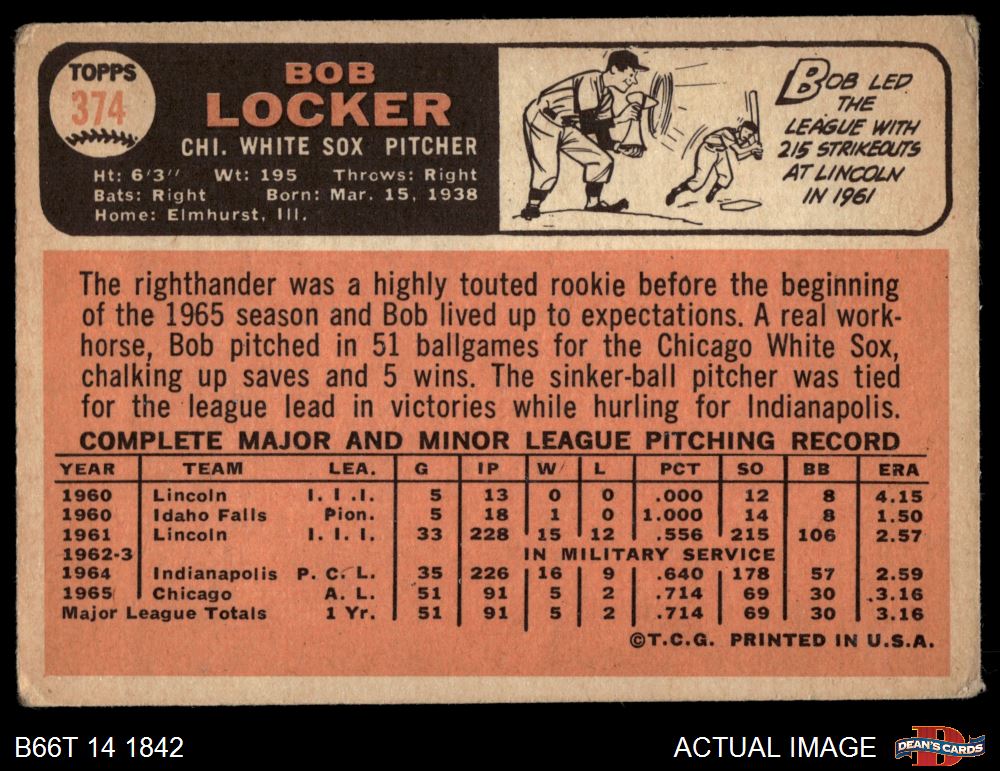 TOPPS
374
BOB
LOCKER
CHI. WHITE SOX PITCHER
Ht: 6'3" Wt: 195 Throws: Right
Bats: Right Born: Mar. 15, 1938
Home: Elmhurst, Ill.
BOB LED
THE
LEAGUE WITH
215 STRIKEOUTS
AT LINCOLN
IN 1961
The righthander was a highly touted rookie before the beginning
of the 1965 season and Bob lived up to expectations. A real work-
horse, Bob pitched in 51 ballgames for the Chicago White Sox,
chalking up saves and 5 wins. The sinker-ball pitcher was tied
for the league lead in victories while hurling for Indianapolis.
COMPLETE MAJOR AND MINOR LEAGUE PITCHING RECORD
YEAR TEAM LEA. G IP W L PCT SO BB ERA
1960 Lincoln I. I. I. 5 13 0 0 .000 12 8 4.15
1960 Idaho Falls Pion. 5 18 1 0 1.000 14 8 1.50
1961 Lincoln I. I. I. 33 228 15 12 .556 215 106 2.57
1962-3 IN MILITARY SERVICE
1964 Indianapolis P. C. L. 35 226 16 9 .640 178 57 2.59
1965 Chicago A. L. 51 91 5 2 .714 69 30 3.16
Major League Totals 1 Yr. 51 91 5 2 .714 69 30 3.16
©T.C.G. PRINTED IN U.S.A.
B66T 14 1842
ACTUAL IMAGE
D
DEAN'S CARDS